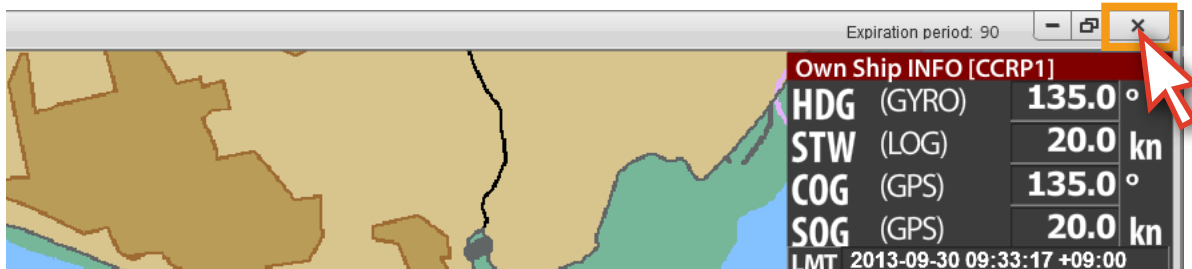 Expiration period: 90
Own Ship INFO [CCRP1]
HDG (GYRO) 135.0 °
STW (LOG) 20.0 kn
COG (GPS) 135.0 °
SOG (GPS) 20.0 kn
LMT 2013-09-30 09:33:17 +09:00